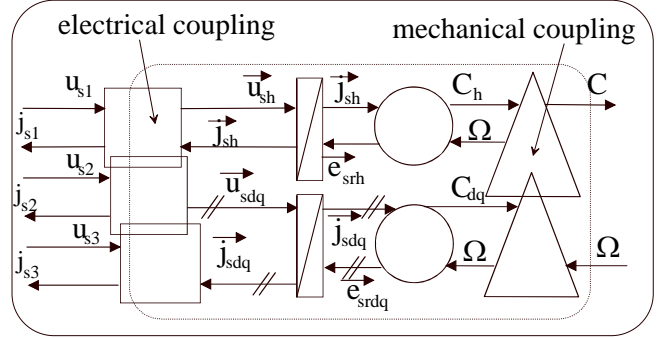 electrical coupling
mechanical coupling
u_s1
u_sh
j_sh
C_h
C
j_s1
j_sh
Ω
u_s2
e_srh
u_sdq
C_dq
j_s2
u_s3
j_sdq
j_sdq
Ω
Ω
j_s3
e_srdq